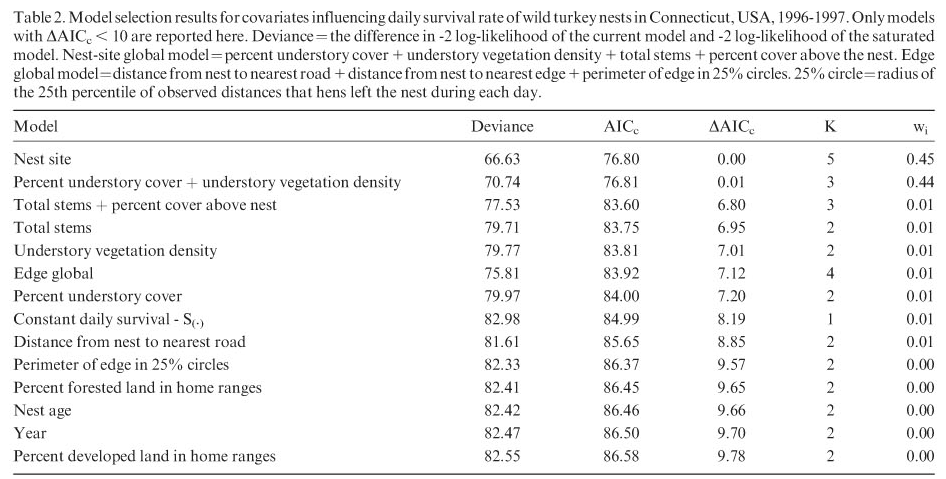 Table 2. Model selection results for covariates influencing daily survival rate of wild turkey nests in Connecticut, USA, 1996-1997. Only models
with ΔAICc < 10 are reported here. Deviance = the difference in -2 log-likelihood of the current model and -2 log-likelihood of the saturated
model. Nest-site global model = percent understory cover + understory vegetation density + total stems + percent cover above the nest. Edge
global model = distance from nest to nearest road + distance from nest to nearest edge + perimeter of edge in 25% circles. 25% circle = radius of
the 25th percentile of observed distances that hens left the nest during each day.
Model Deviance AICc ΔAICc K wi
Nest site 66.63 76.80 0.00 5 0.45
Percent understory cover + understory vegetation density 70.74 76.81 0.01 3 0.44
Total stems + percent cover above nest 77.53 83.60 6.80 3 0.01
Total stems 79.71 83.75 6.95 2 0.01
Understory vegetation density 79.77 83.81 7.01 2 0.01
Edge global 75.81 83.92 7.12 4 0.01
Percent understory cover 79.97 84.00 7.20 2 0.01
Constant daily survival - S(.) 82.98 84.99 8.19 1 0.01
Distance from nest to nearest road 81.61 85.65 8.85 2 0.01
Perimeter of edge in 25% circles 82.33 86.37 9.57 2 0.00
Percent forested land in home ranges 82.41 86.45 9.65 2 0.00
Nest age 82.42 86.46 9.66 2 0.00
Year 82.47 86.50 9.70 2 0.00
Percent developed land in home ranges 82.55 86.58 9.78 2 0.00